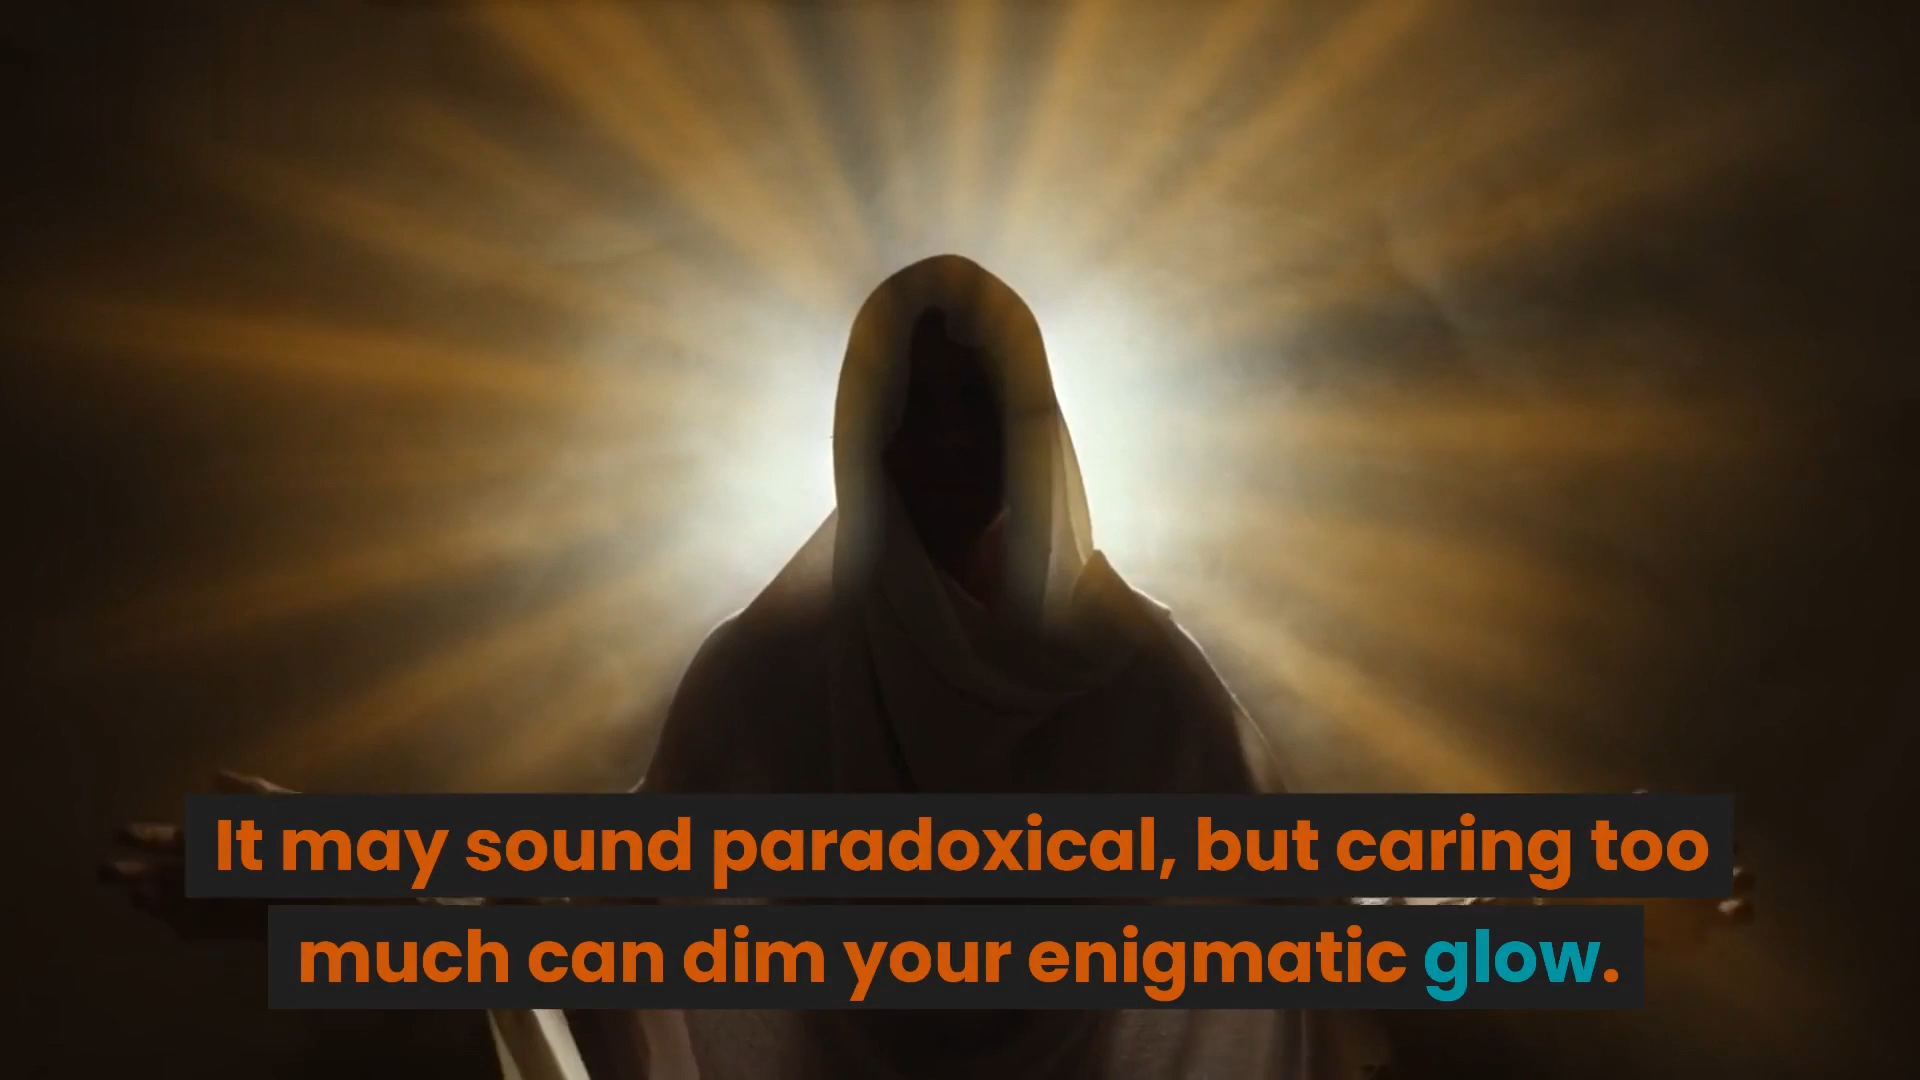 It may sound paradoxical, but caring too
much can dim your enigmatic glow.